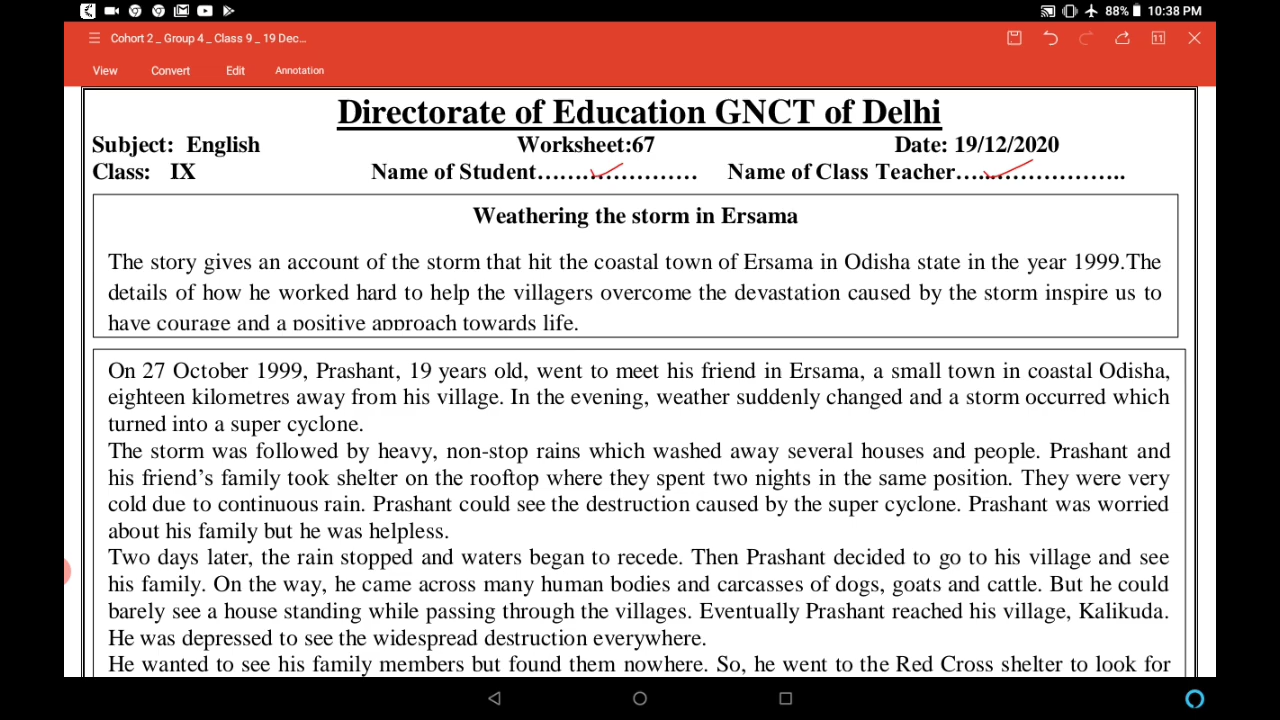 88% 10:38 PM
Cohort 2 _ Group 4 _ Class 9 _ 19 Dec...
11
View Convert Edit Annotation
Directorate of Education GNCT of Delhi
Subject: English Worksheet:67 Date: 19/12/2020
Class: IX Name of Student…………………… Name of Class Teacher……………………..
Weathering the storm in Ersama
The story gives an account of the storm that hit the coastal town of Ersama in Odisha state in the year 1999.The
details of how he worked hard to help the villagers overcome the devastation caused by the storm inspire us to
have courage and a positive approach towards life.
On 27 October 1999, Prashant, 19 years old, went to meet his friend in Ersama, a small town in coastal Odisha,
eighteen kilometres away from his village. In the evening, weather suddenly changed and a storm occurred which
turned into a super cyclone.
The storm was followed by heavy, non-stop rains which washed away several houses and people. Prashant and
his friend's family took shelter on the rooftop where they spent two nights in the same position. They were very
cold due to continuous rain. Prashant could see the destruction caused by the super cyclone. Prashant was worried
about his family but he was helpless.
Two days later, the rain stopped and waters began to recede. Then Prashant decided to go to his village and see
his family. On the way, he came across many human bodies and carcasses of dogs, goats and cattle. But he could
barely see a house standing while passing through the villages. Eventually Prashant reached his village, Kalikuda.
He was depressed to see the widespread destruction everywhere.
He wanted to see his family members but found them nowhere. So, he went to the Red Cross shelter to look for